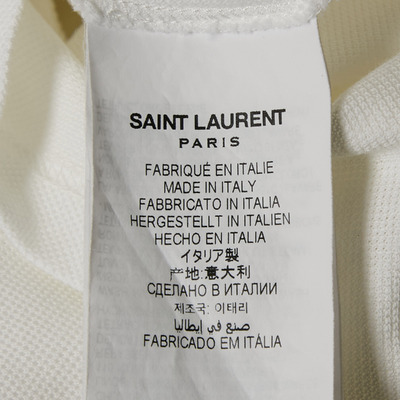 SAINT LAURENT
PARIS
FABRIQUÉ EN ITALIE
MADE IN ITALY
FABBRICATO IN ITALIA
HERGESTELLT IN ITALIEN
HECHO EN ITALIA
イタリア製
产地:意大利
СДЕЛАНО В ИТАЛИИ
제조국: 이태리
صنع في إيطاليا
FABRICADO EM ITÁLIA